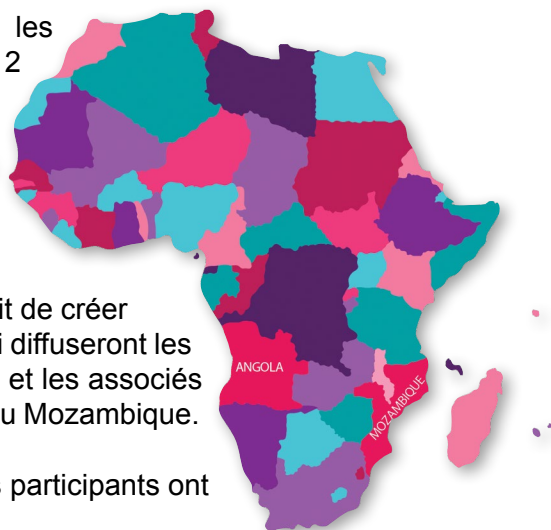 les
2
it de créer
i diffuseront les
et les associés
u Mozambique.
s participants ont
ANGOLA
MOZAMBIQUE